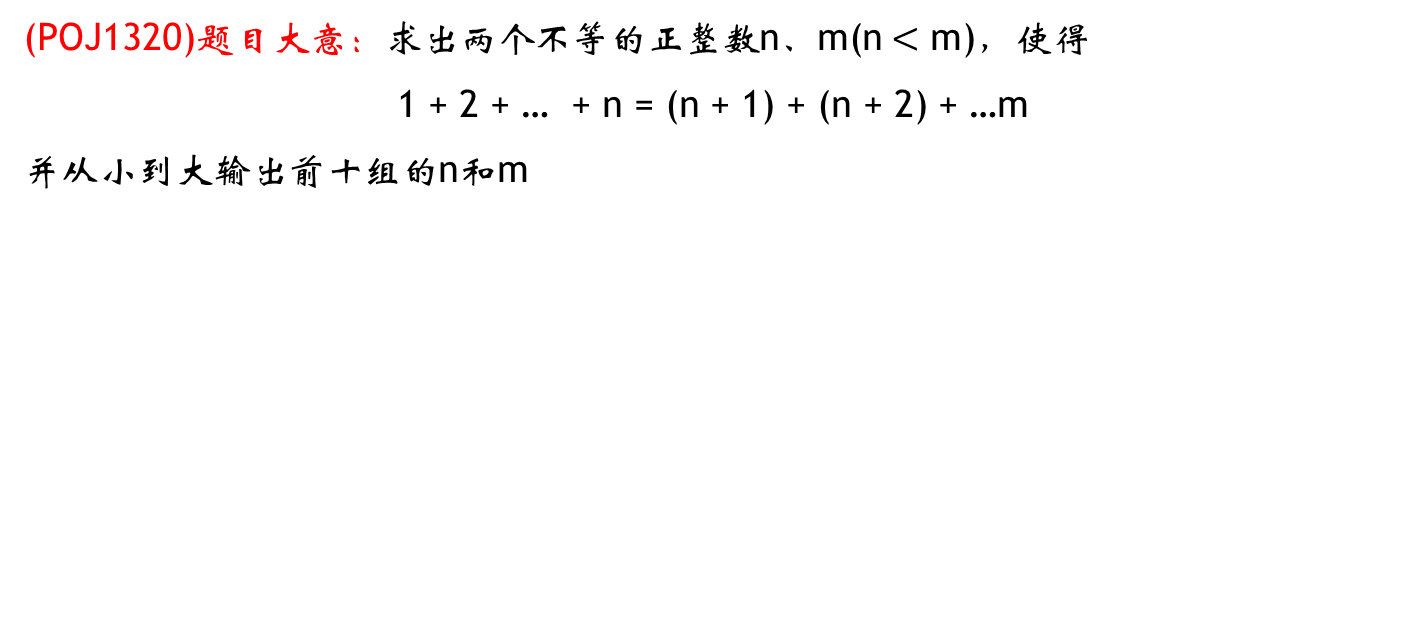 (POJ1320)题目大意：求出两个不等的正整数n、m(n < m)，使得
1 + 2 + ... + n = (n + 1) + (n + 2) + ...m
并从小到大输出前十组的n和m